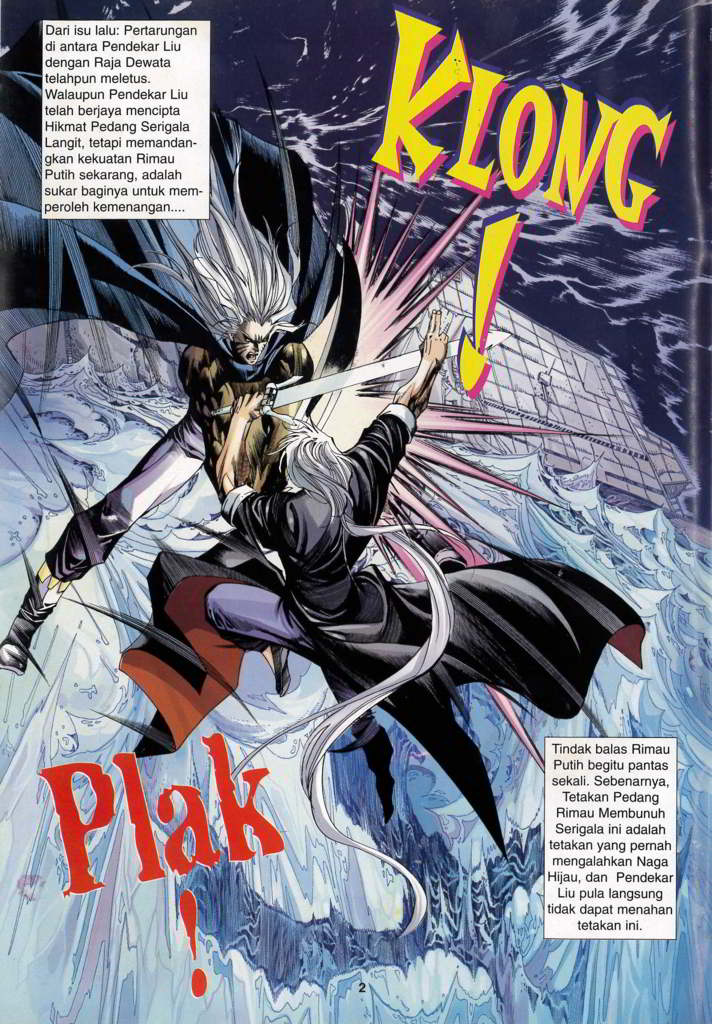 Dari isu lalu: Pertarungan
di antara Pendekar Liu
dengan Raja Dewata
telahpun meletus.
Walaupun Pendekar Liu
telah berjaya mencipta
Hikmat Pedang Serigala
Langit, tetapi memandan-
gkan kekuatan Rimau
Putih sekarang, adalah
sukar baginya untuk mem-
peroleh kemenangan....
KLONG
!
Plak
!
Tindak balas Rimau
Putih begitu pantas
sekali. Sebenarnya,
Tetakan Pedang
Rimau Membunuh
Serigala ini adalah
tetakan yang pernah
mengalahkan Naga
Hijau, dan Pendekar
Liu pula langsung
tidak dapat menahan
tetakan ini.
2